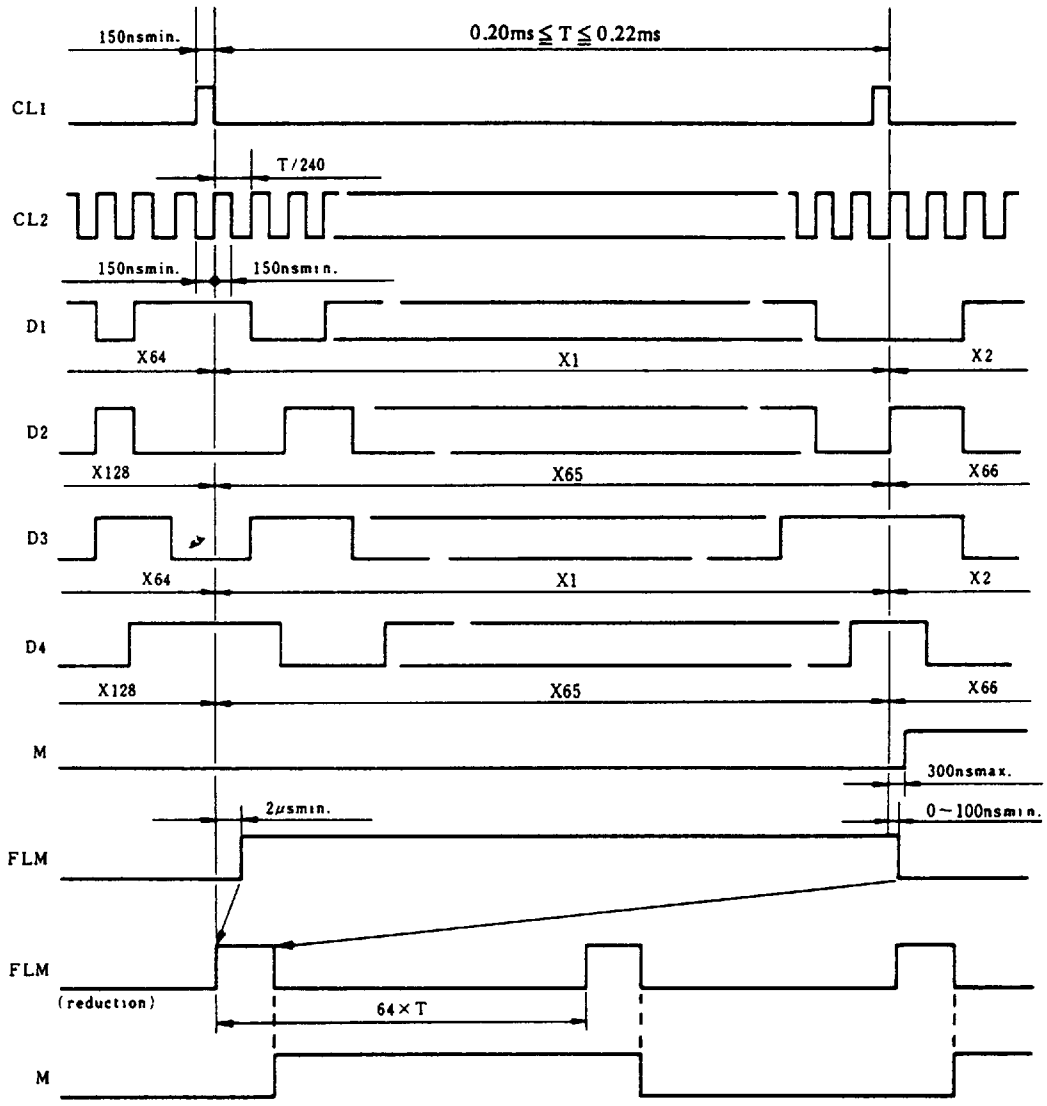 150nsmin.
0.20ms ≦ T ≦ 0.22ms
CL1
T/240
CL2
150nsmin.
150nsmin.
D1
X64
X1
X2
D2
X128
X65
X66
D3
X64
X1
X2
D4
X128
X65
X66
M
300nsmax.
2μsmin.
0~100nsmin.
FLM
FLM
(reduction)
64×T
M